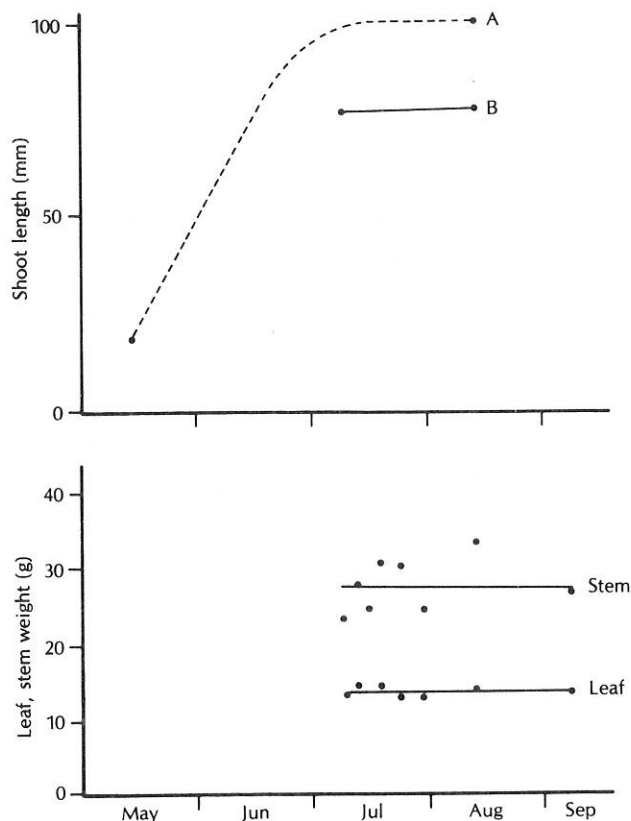 100
A
B
50
0
Shoot length (mm)
40
30
20
10
0
Leaf, stem weight (g)
Stem
Leaf
May Jun Jul Aug Sep